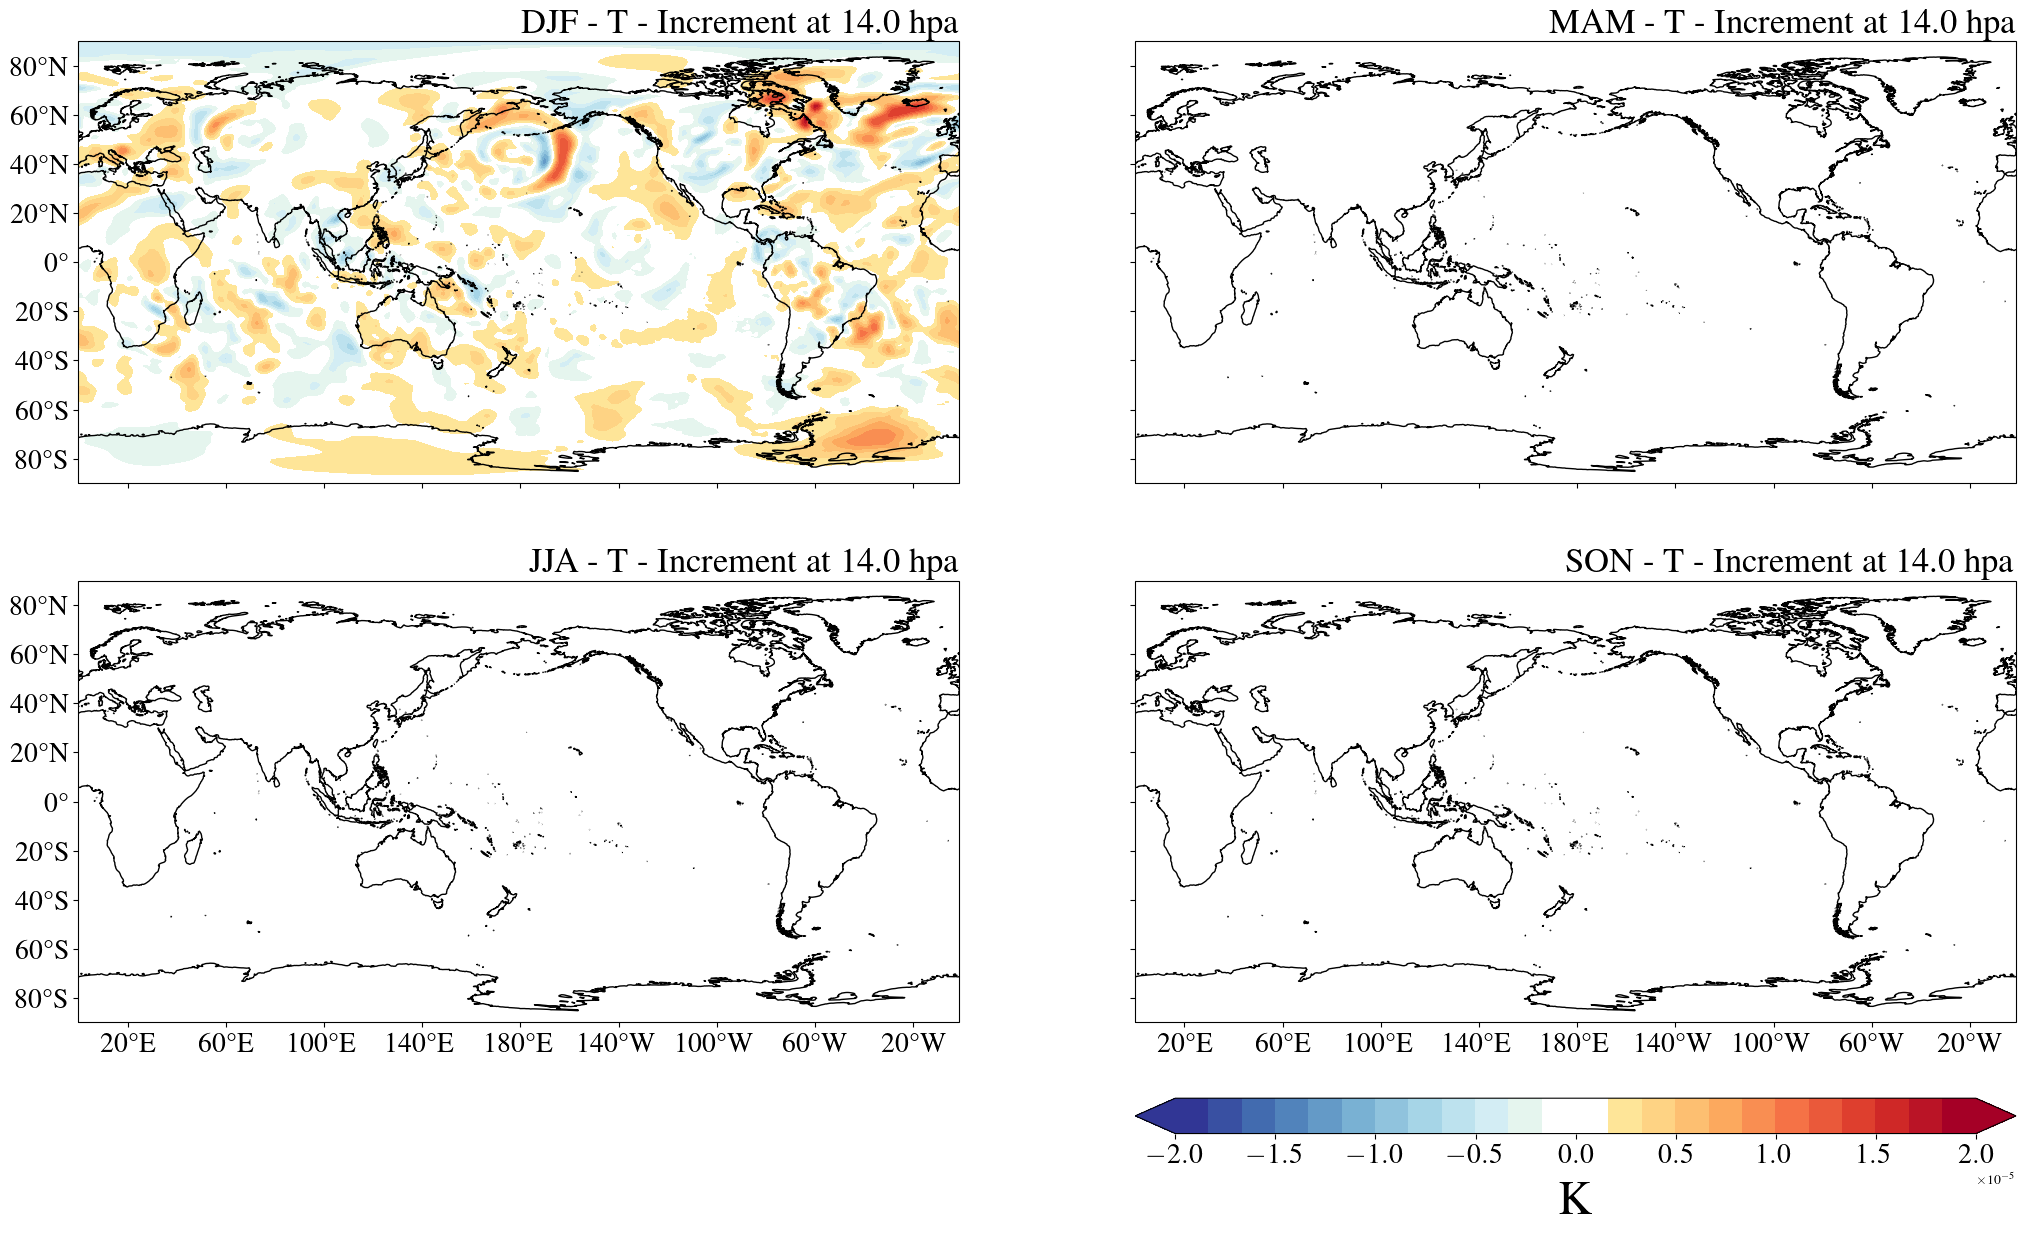 DJF - T - Increment at 14.0 hpa
MAM - T - Increment at 14.0 hpa
80°N
60°N
40°N
20°N
0°
20°S
40°S
60°S
80°S
JJA - T - Increment at 14.0 hpa
SON - T - Increment at 14.0 hpa
80°N
60°N
40°N
20°N
0°
20°S
40°S
60°S
80°S
20°E 60°E 100°E 140°E 180°E 140°W 100°W 60°W 20°W
20°E 60°E 100°E 140°E 180°E 140°W 100°W 60°W 20°W
−2.0 −1.5 −1.0 −0.5 0.0 0.5 1.0 1.5 2.0
×10⁻⁵
K